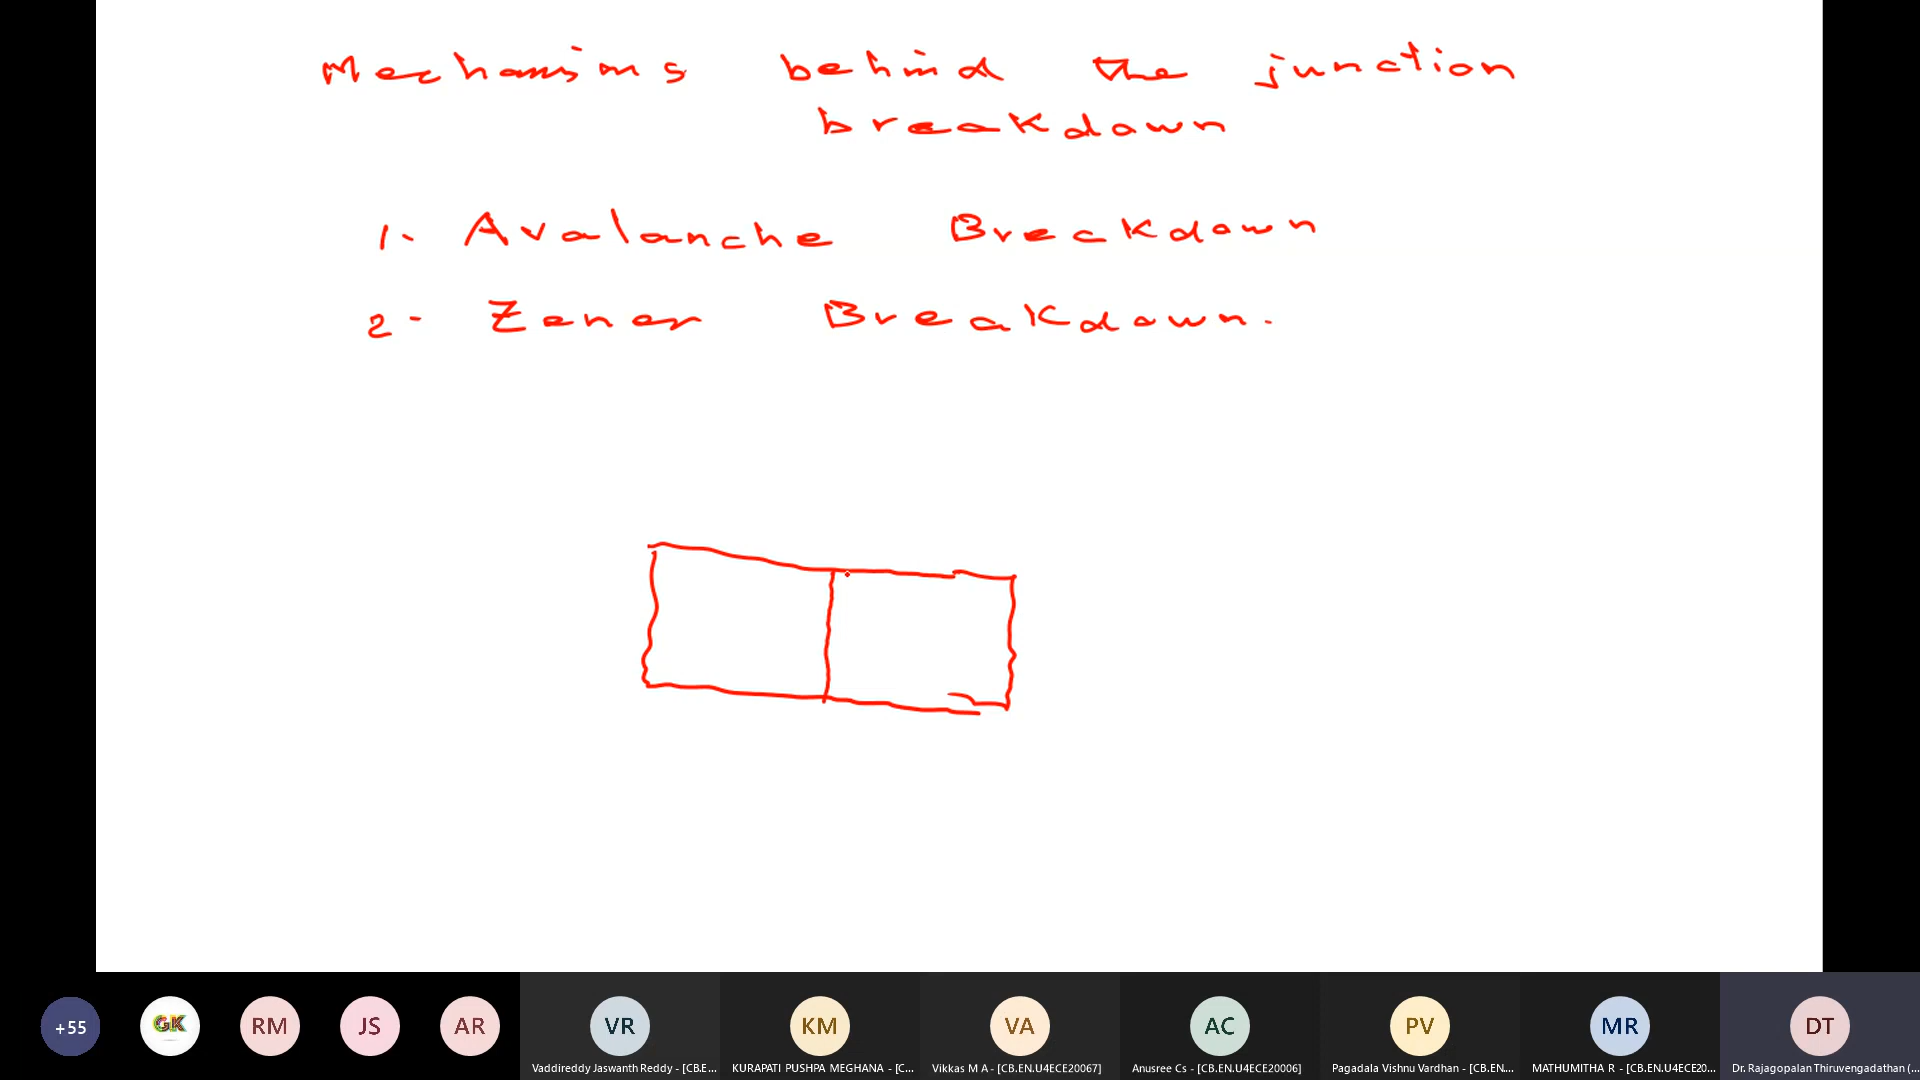 Mechanisms behind the junction
breakdown
1. Avalanche Breakdown
2. Zener Breakdown.
+55
GK
RM
JS
AR
VR
KM
VA
AC
PV
MR
DT
Vaddireddy Jaswanth Reddy - [CB.E...
KURAPATI PUSHPA MEGHANA - [C...
Vikkas M A - [CB.EN.U4ECE20067]
Anusree Cs - [CB.EN.U4ECE20006]
Pagadala Vishnu Vardhan - [CB.EN....
MATHUMITHA R - [CB.EN.U4ECE20...
Dr. Rajagopalan Thiruvengadathan (...